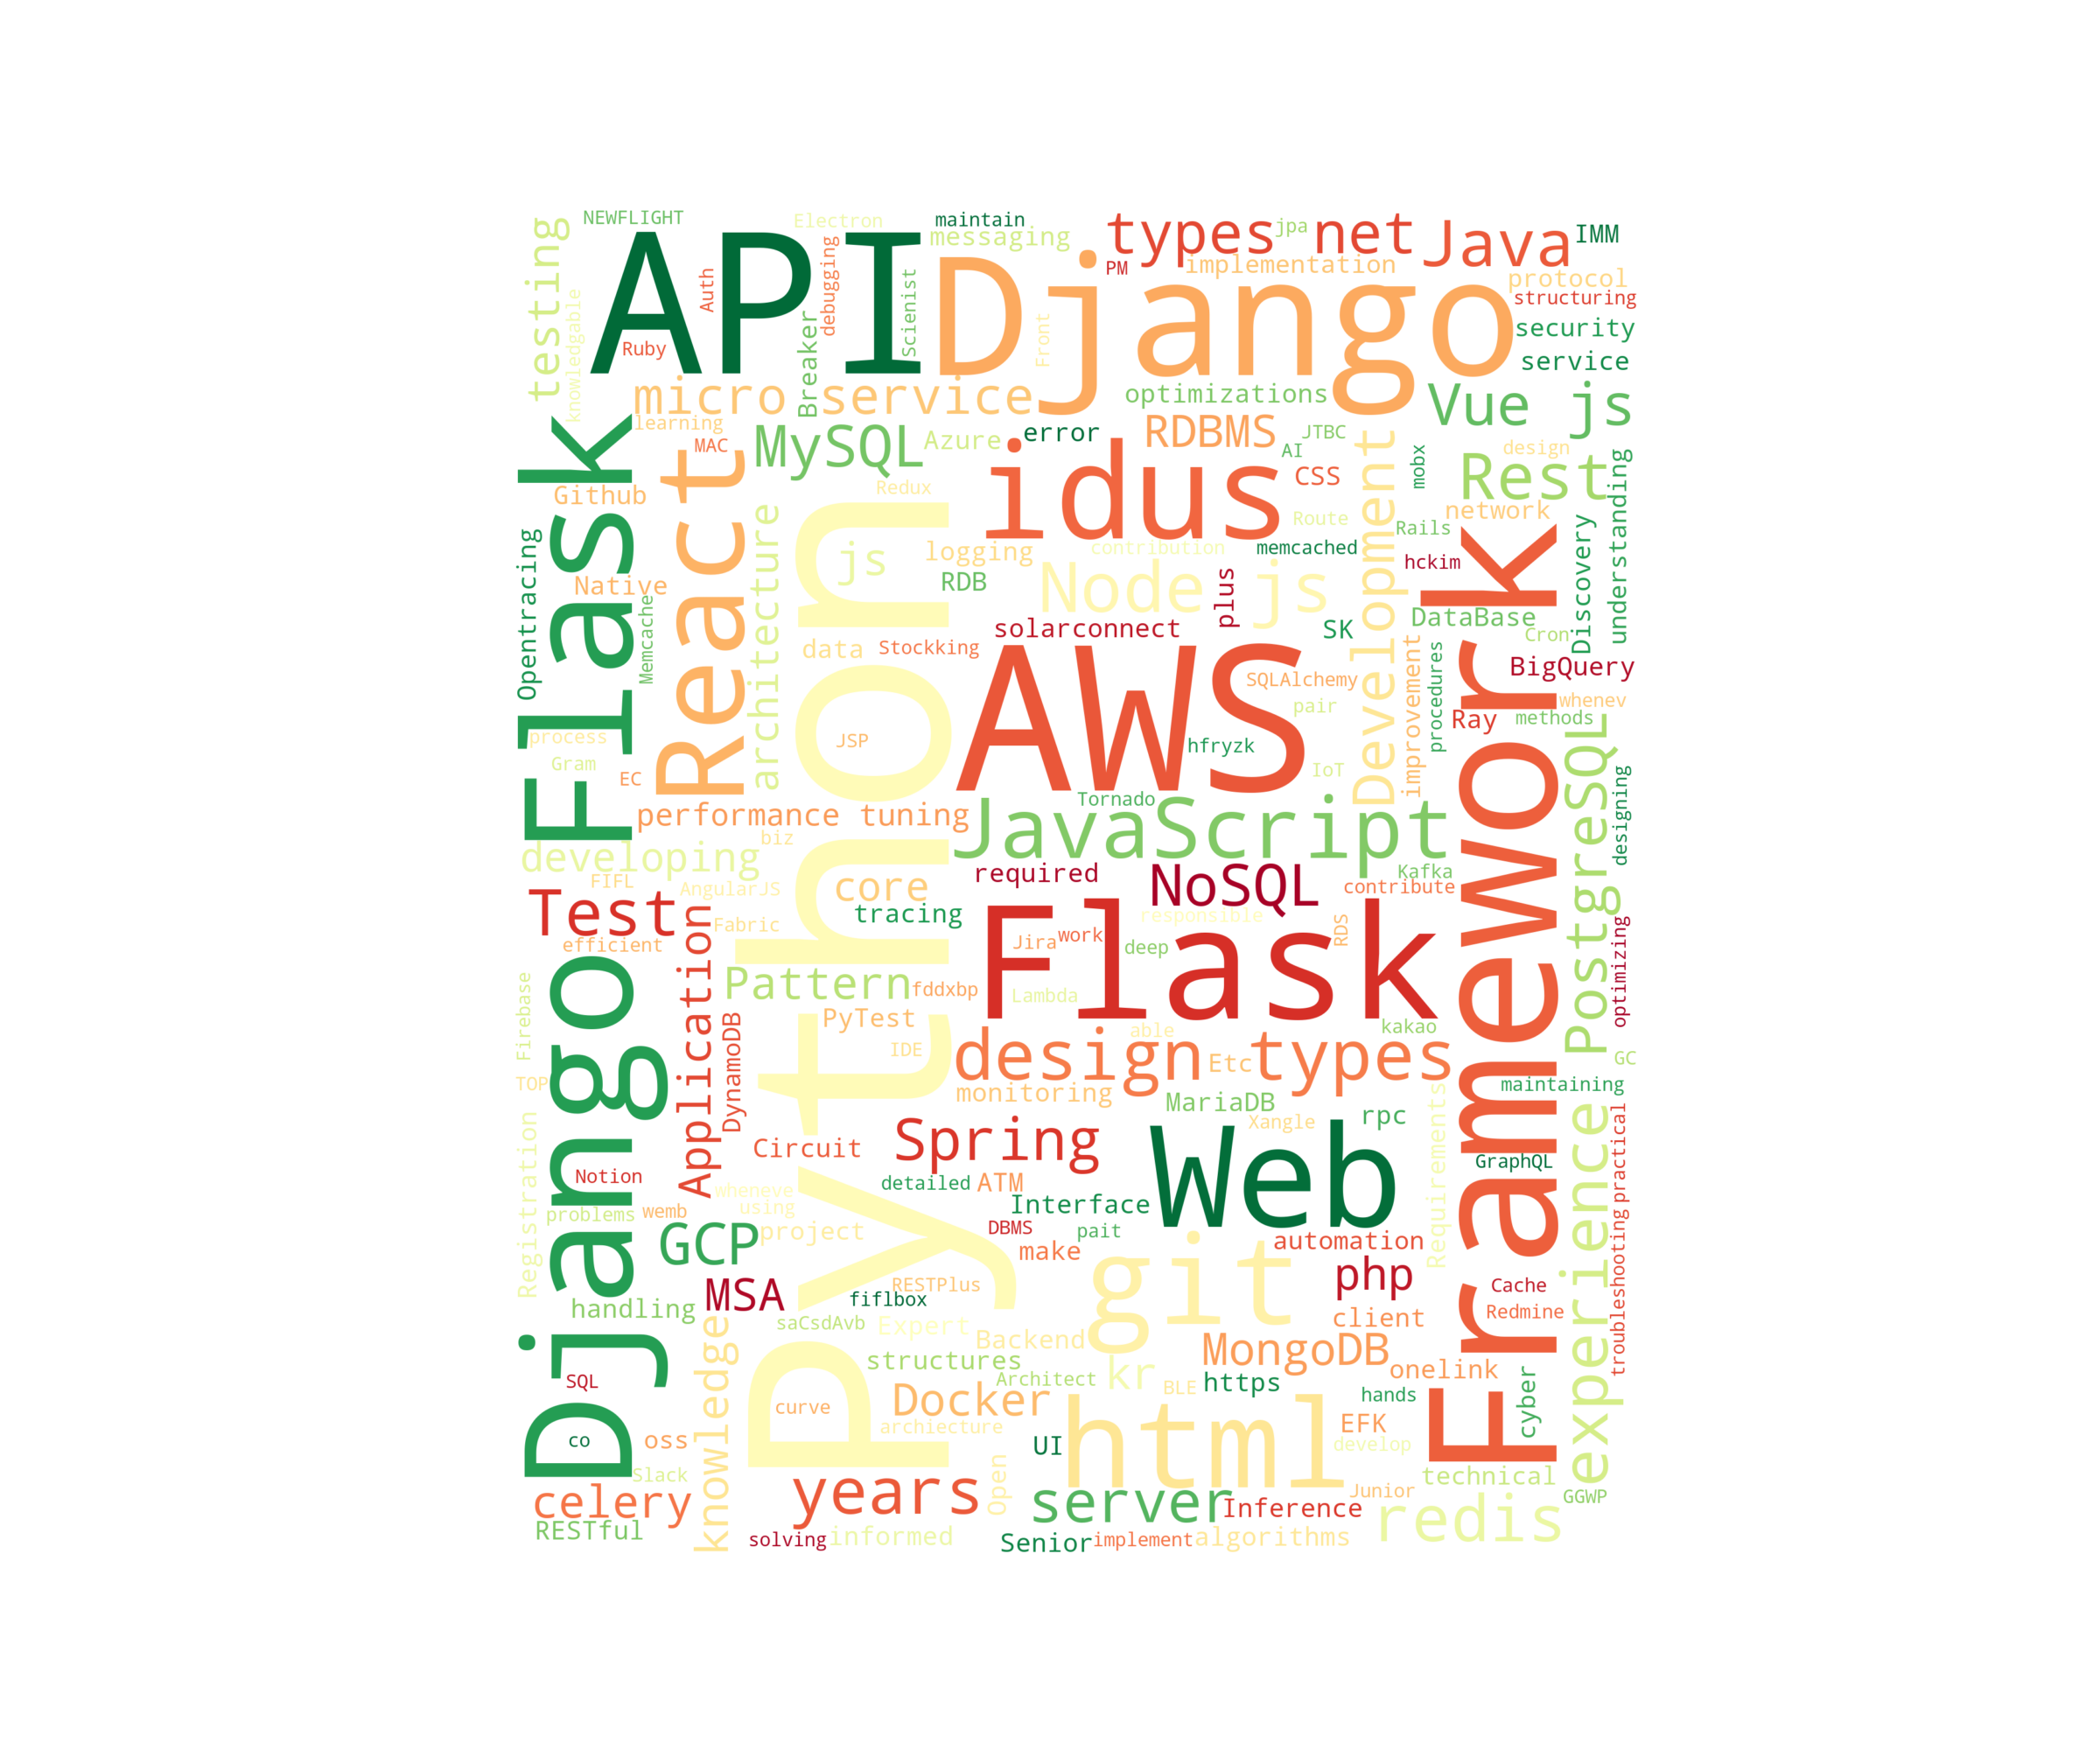 NEWFLIGHT
Electron
maintain
types
jpa
net
Java
IMM
testing
API
messaging
Django
PM
implementation
protocol
structuring
knowledgable
Auth
debugging
Scienist
Front
security
Ruby
Breaker
service
micro service
optimizations
Vue js
learning
MAC
MySQL
Azure
error
RDBMS
JTBC
AI
CSS
mobx
design
Rest
understanding
Github
React
Redux
idus
Route
Development
network
Rails
Opentracing
Django Flask
architecture
js
logging
contribution
memcached
hckim
Discovery
Native
Memcache
RDB
Node js
plus
DataBase
Python
solarconnect
SK
Cron
data
Stockking
AWS
SQLAlchemy
improvement
procedures
BigQuery
pair
whenev
Ray
methods
process
JSP
hfryzk
Gram
IoT
EC
PostgreSQL
designing
performance tuning
Tornado
JavaScript
biz
developing
FIFL
AngularJS
core
required
NoSQL
Kafka
contribute
Framework
Test
Fabric
tracing
responsible
efficient
Application
Flask
Jira
work
deep
RDS
optimizing
Pattern
fddxbp
Lambda
Firebase
DynamoDB
PyTest
able
kakao
IDE
design types
Etc
GC
TOP
monitoring
maintaining
MariaDB
rpc
Requirements
Registration
Circuit
Spring
Xangle
Web
experience
practical
Notion
GraphQL
wheneve
detailed
ATM
using
Interface
problems
wemb
GCP
project
DBMS
pait
make
automation
MSA
RESTPlus
git
php
Cache
handling
fiflbox
client
Redmine
troubleshooting
saCsdAvb
Expert
Backend
knowledge
structures
MongoDB
onelink
SQL
Architect
kr
BLE
https
hands
cyber
curve
Docker
archiecture
html
EFK
co
oss
UI
develop
Slack
Open
technical
celery
years
server
Inference
Junior
GGWP
redis
RESTful
solving
informed
Senior
implement
algorithms